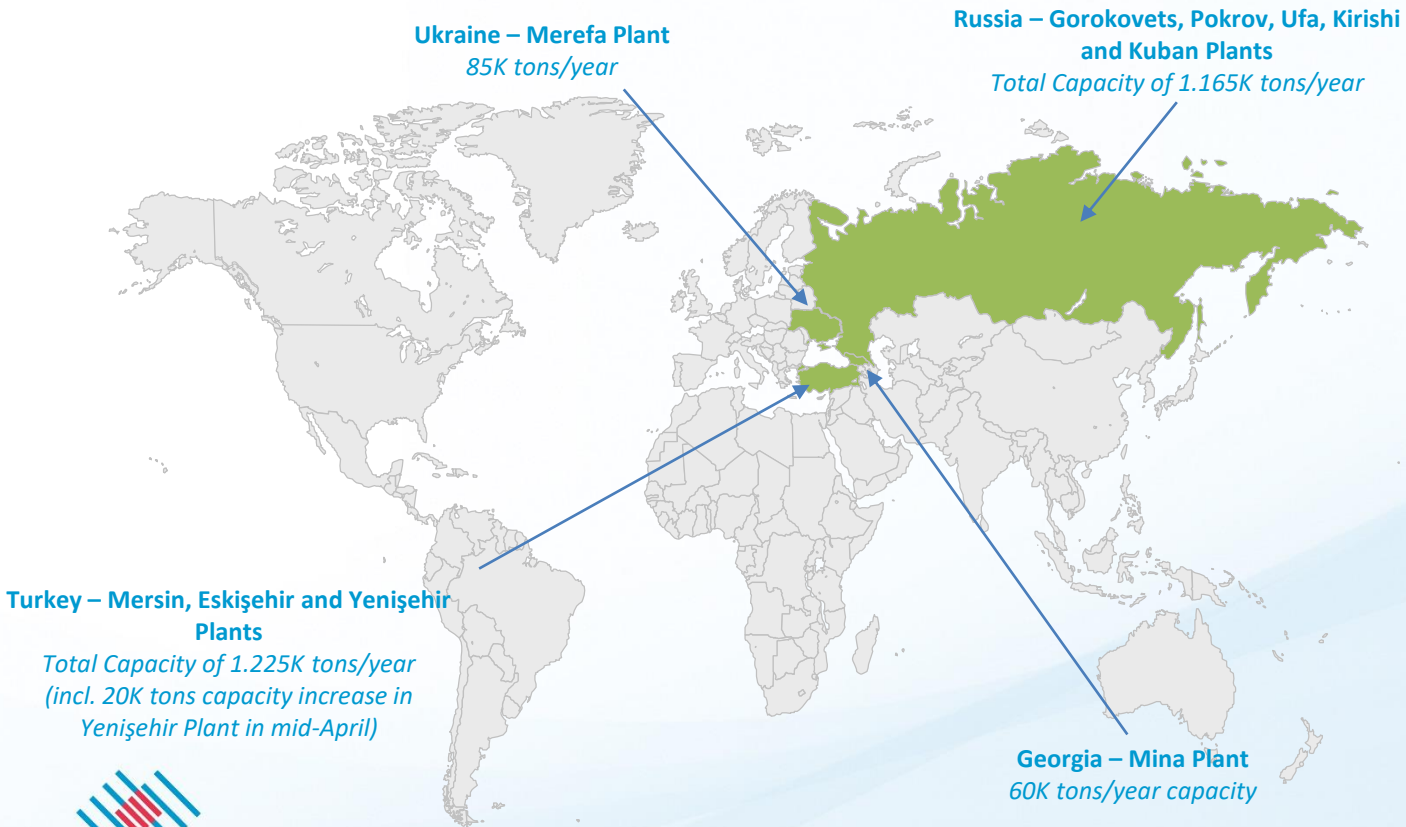 Ukraine – Merefa Plant
85K tons/year
Russia – Gorokovets, Pokrov, Ufa, Kirishi
and Kuban Plants
Total Capacity of 1.165K tons/year
Turkey – Mersin, Eskişehir and Yenişehir
Plants
Total Capacity of 1.225K tons/year
(incl. 20K tons capacity increase in
Yenişehir Plant in mid-April)
Georgia – Mina Plant
60K tons/year capacity